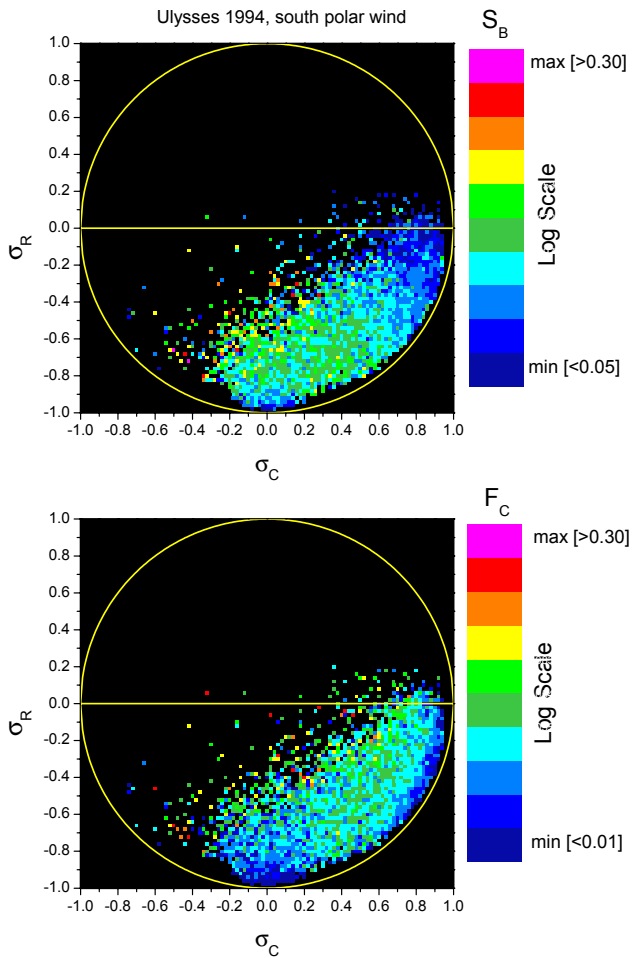 Ulysses 1994, south polar wind
S_B
max [>0.30]
Log Scale
min [<0.05]
1.0
0.8
0.6
0.4
0.2
0.0
-0.2
-0.4
-0.6
-0.8
-1.0
σ_R
-1.0 -0.8 -0.6 -0.4 -0.2 0.0 0.2 0.4 0.6 0.8 1.0
σ_C
F_C
max [>0.30]
Log Scale
min [<0.01]
1.0
0.8
0.6
0.4
0.2
0.0
-0.2
-0.4
-0.6
-0.8
-1.0
σ_R
-1.0 -0.8 -0.6 -0.4 -0.2 0.0 0.2 0.4 0.6 0.8 1.0
σ_C